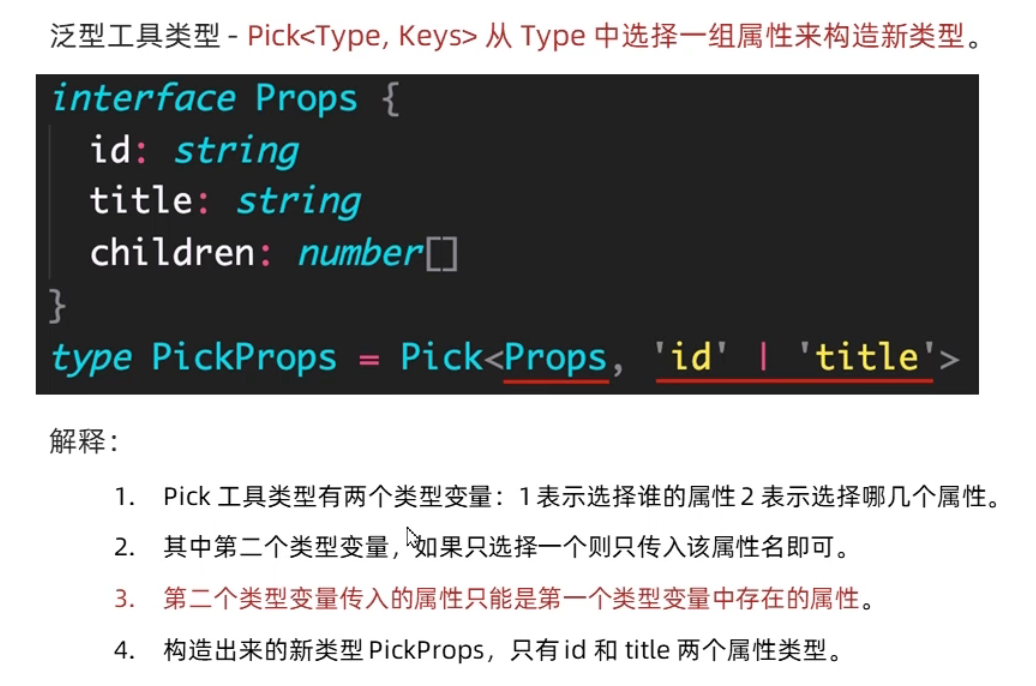 泛型工具类型 - Pick<Type, Keys> 从 Type 中选择一组属性来构造新类型。
interface Props {
id: string
title: string
children: number[]
}
type PickProps = Pick<Props, 'id' | 'title'>
解释：
1. Pick 工具类型有两个类型变量：1 表示选择谁的属性 2 表示选择哪几个属性。
2. 其中第二个类型变量，如果只选择一个则只传入该属性名即可。
3. 第二个类型变量传入的属性只能是第一个类型变量中存在的属性。
4. 构造出来的新类型 PickProps，只有 id 和 title 两个属性类型。